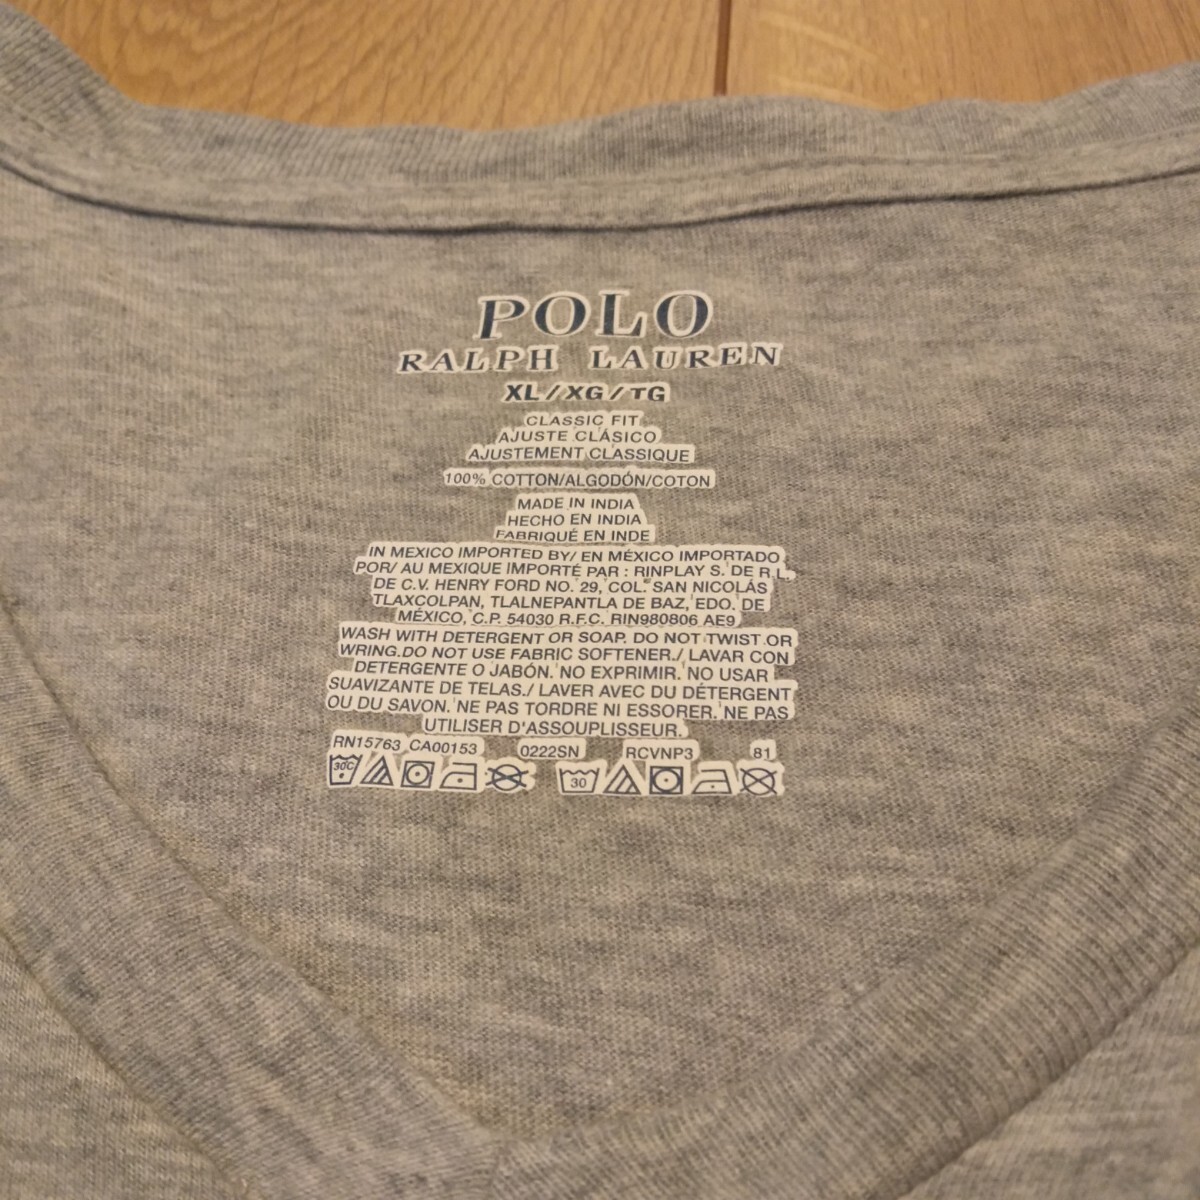 POLO
RALPH LAUREN
XL/XG/TG
CLASSIC FIT
AJUSTE CLÁSICO
AJUSTEMENT CLASSIQUE
100% COTTON/ALGODÓN/COTON
MADE IN INDIA
HECHO EN INDIA
FABRIQUÉ EN INDE
IN MEXICO IMPORTED BY/ EN MÉXICO IMPORTADO
POR/ AU MEXIQUE IMPORTÉ PAR : RINPLAY S. DE R.L.
DE C.V. HENRY FORD NO. 29, COL. SAN NICOLÁS
TLAXCOLPAN, TLALNEPANTLA DE BAZ, EDO. DE
MÉXICO, C.P. 54030 R.F.C. RIN980806 AE9
WASH WITH DETERGENT OR SOAP. DO NOT TWIST OR
WRING.DO NOT USE FABRIC SOFTENER./ LAVAR CON
DETERGENTE O JABÓN. NO EXPRIMIR. NO USAR
SUAVIZANTE DE TELAS./ LAVER AVEC DU DÉTERGENT
OU DU SAVON. NE PAS TORDRE NI ESSORER. NE PAS
UTILISER D'ASSOUPLISSEUR.
RN15763 CA00153 0222SN RCVNP3 81
30C 30